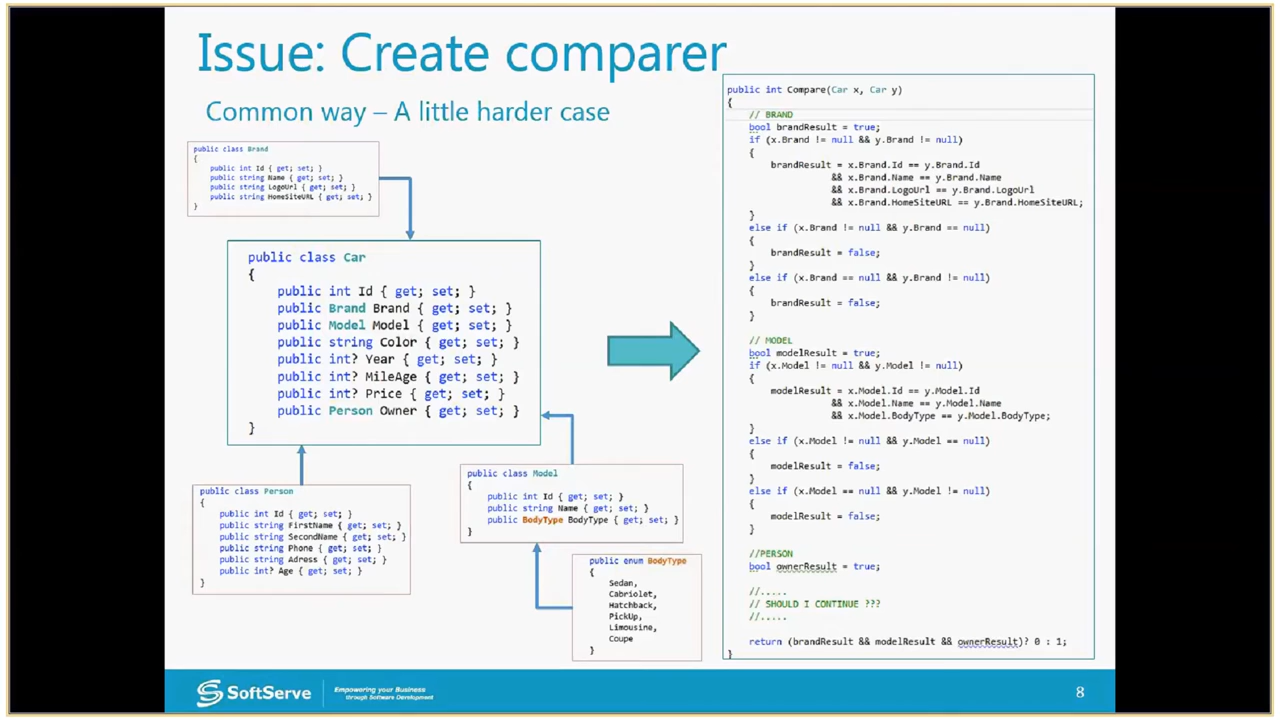 Issue: Create comparer
Common way – A little harder case
public class Brand
{
public int Id { get; set; }
public string Name { get; set; }
public string LogoUrl { get; set; }
public string HomeSiteURL { get; set; }
}
public class Car
{
public int Id { get; set; }
public Brand Brand { get; set; }
public Model Model { get; set; }
public string Color { get; set; }
public int? Year { get; set; }
public int? MileAge { get; set; }
public int? Price { get; set; }
public Person Owner { get; set; }
}
public class Person
{
public int Id { get; set; }
public string FirstName { get; set; }
public string SecondName { get; set; }
public string Phone { get; set; }
public string Adress { get; set; }
public int? Age { get; set; }
}
public class Model
{
public int Id { get; set; }
public string Name { get; set; }
public BodyType BodyType { get; set; }
}
public enum BodyType
{
Sedan,
Cabriolet,
Hatchback,
PickUp,
Limousine,
Coupe
}
public int Compare(Car x, Car y)
{
// BRAND
bool brandResult = true;
if (x.Brand != null && y.Brand != null)
{
brandResult = x.Brand.Id == y.Brand.Id
&& x.Brand.Name == y.Brand.Name
&& x.Brand.LogoUrl == y.Brand.LogoUrl
&& x.Brand.HomeSiteURL == y.Brand.HomeSiteURL;
}
else if (x.Brand != null && y.Brand == null)
{
brandResult = false;
}
else if (x.Brand == null && y.Brand != null)
{
brandResult = false;
}
// MODEL
bool modelResult = true;
if (x.Model != null && y.Model != null)
{
modelResult = x.Model.Id == y.Model.Id
&& x.Model.Name == y.Model.Name
&& x.Model.BodyType == y.Model.BodyType;
}
else if (x.Model != null && y.Model == null)
{
modelResult = false;
}
else if (x.Model == null && y.Model != null)
{
modelResult = false;
}
//PERSON
bool ownerResult = true;
//.....
// SHOULD I CONTINUE ???
//.....
return (brandResult && modelResult && ownerResult)? 0 : 1;
}
SoftServe
Empowering your Business
through Software Development
8